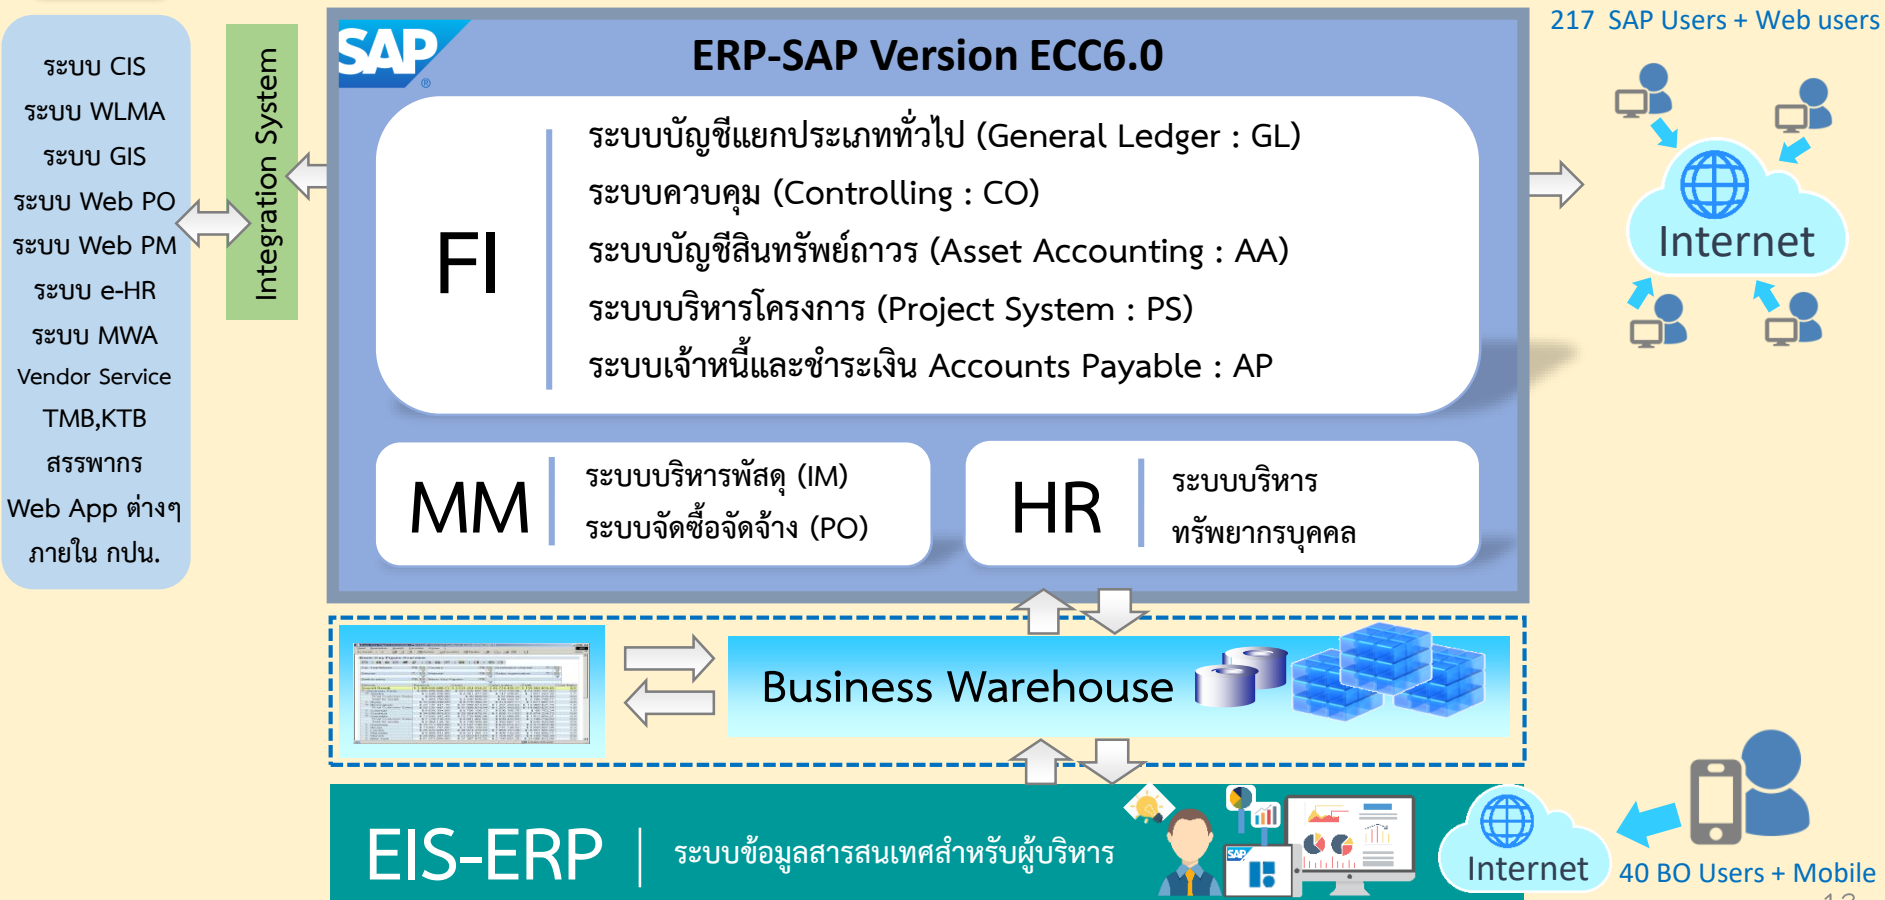 217 SAP Users + Web users
ระบบ CIS
ระบบ WLMA
ระบบ GIS
ระบบ Web PO
ระบบ Web PM
ระบบ e-HR
ระบบ MWA
Vendor Service
TMB,KTB
สรรพากร
Web App ต่างๆ
ภายใน กปน.
Integration System
SAP
ERP-SAP Version ECC6.0
FI
ระบบบัญชีแยกประเภททั่วไป (General Ledger : GL)
ระบบควบคุม (Controlling : CO)
ระบบบัญชีสินทรัพย์ถาวร (Asset Accounting : AA)
ระบบบริหารโครงการ (Project System : PS)
ระบบเจ้าหนี้และชำระเงิน Accounts Payable : AP
MM
ระบบบริหารพัสดุ (IM)
ระบบจัดซื้อจัดจ้าง (PO)
HR
ระบบบริหาร
ทรัพยากรบุคคล
Internet
Business Warehouse
EIS-ERP
ระบบข้อมูลสารสนเทศสำหรับผู้บริหาร
SAP
Internet
40 BO Users + Mobile